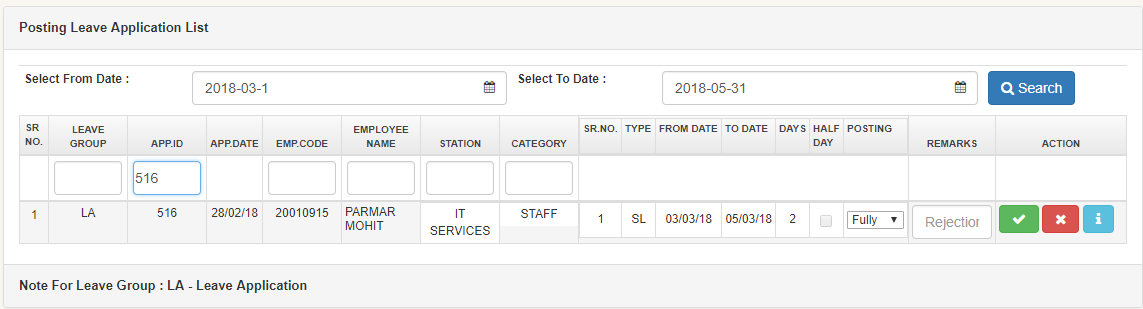 Posting Leave Application List
Select From Date : 2018-03-1 Select To Date : 2018-05-31 Search
SR NO. LEAVE GROUP APP.ID APP.DATE EMP.CODE EMPLOYEE NAME STATION CATEGORY SR.NO. TYPE FROM DATE TO DATE DAYS HALF DAY POSTING REMARKS ACTION
516
1 LA 516 28/02/18 20010915 PARMAR MOHIT IT SERVICES STAFF 1 SL 03/03/18 05/03/18 2 Fully Rejection
Note For Leave Group : LA - Leave Application